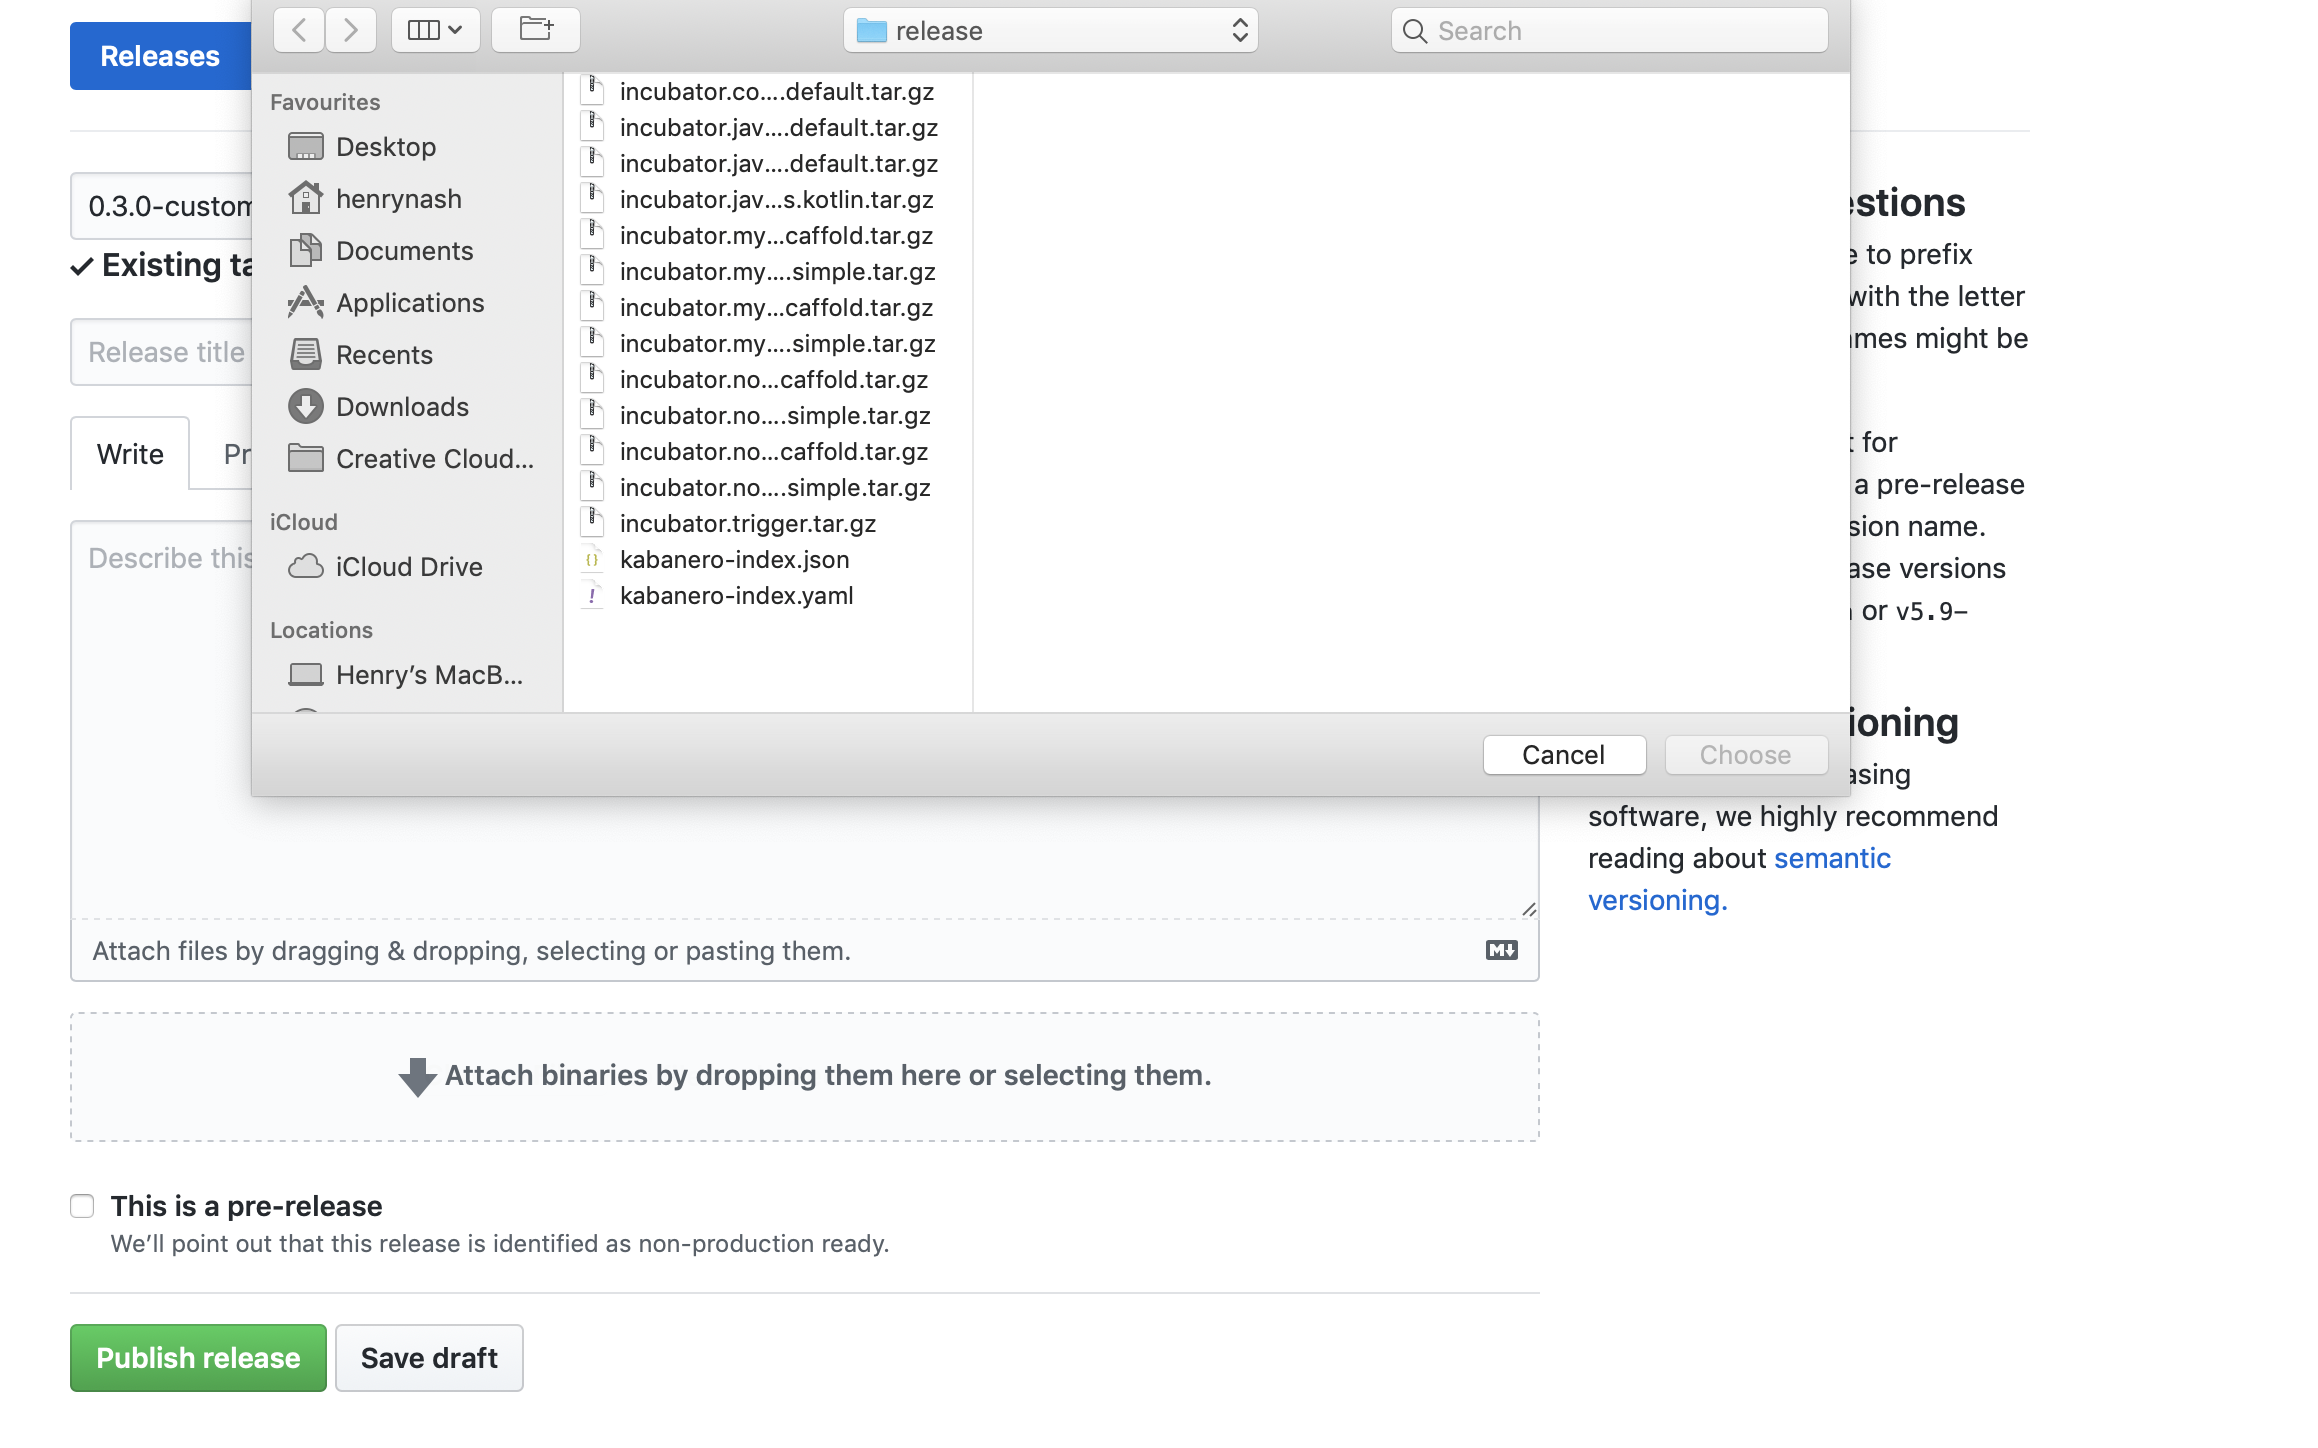 Releases
release
Search
Favourites
Desktop
henrynash
Documents
Applications
Recents
Downloads
Creative Cloud...
iCloud
iCloud Drive
Locations
Henry’s MacB...
incubator.co....default.tar.gz
incubator.jav....default.tar.gz
incubator.jav....default.tar.gz
incubator.jav...s.kotlin.tar.gz
incubator.my...caffold.tar.gz
incubator.my....simple.tar.gz
incubator.my...caffold.tar.gz
incubator.my....simple.tar.gz
incubator.no...caffold.tar.gz
incubator.no....simple.tar.gz
incubator.no...caffold.tar.gz
incubator.no....simple.tar.gz
incubator.trigger.tar.gz
kabanero-index.json
kabanero-index.yaml
Cancel
Choose
0.3.0-custom
Existing ta
Release title
Write
Pr
Describe this
Attach files by dragging & dropping, selecting or pasting them.
Attach binaries by dropping them here or selecting them.
This is a pre-release
We’ll point out that this release is identified as non-production ready.
Publish release
Save draft
estions
e to prefix
with the letter
mes might be
t for
a pre-release
sion name.
ase versions
or v5.9-
ioning
asing
software, we highly recommend
reading about semantic
versioning.